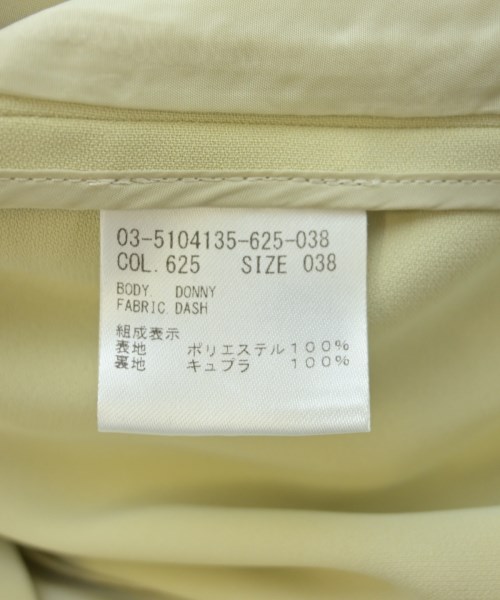 03-5104135-625-038
COL. 625 SIZE 038
BODY. DONNY
FABRIC. DASH
組成表示
表地 ポリエステル100%
裏地 キュプラ 100%